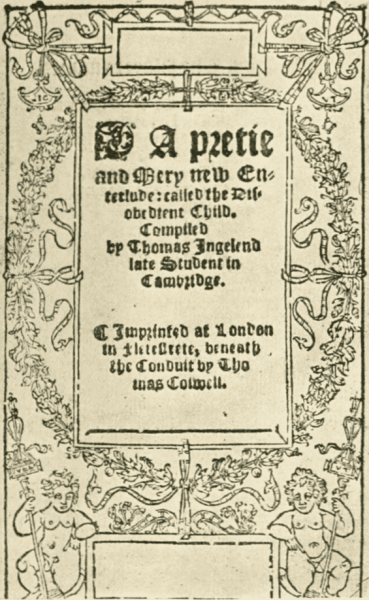 A pretie
and Mery new En-
terlude: called the Dis-
obedient Child.
Compiled
by Thomas Ingelend
late Student in
Cambridge.
¶ Imprinted at London
in Fletestrete, beneath
the Conduit by Tho
mas Colwell.